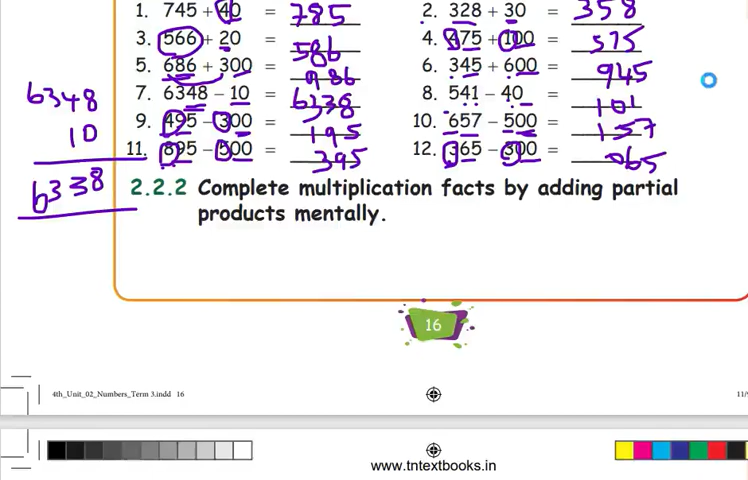 1. 745 + 40 = 785
2. 328 + 30 = 358
3. 566 + 20 = 586
4. 475 + 100 = 575
5. 686 + 300 = 986
6. 345 + 600 = 945
7. 6348 – 10 = 6338
8. 541 – 40 = 101
9. 495 – 300 = 195
10. 657 – 500 = 157
11. 895 – 500 = 395
12. 365 – 300 = 065
6348
10
6338
2.2.2 Complete multiplication facts by adding partial
products mentally.
16
4th_Unit_02_Numbers_Term 3.indd 16
www.tntextbooks.in